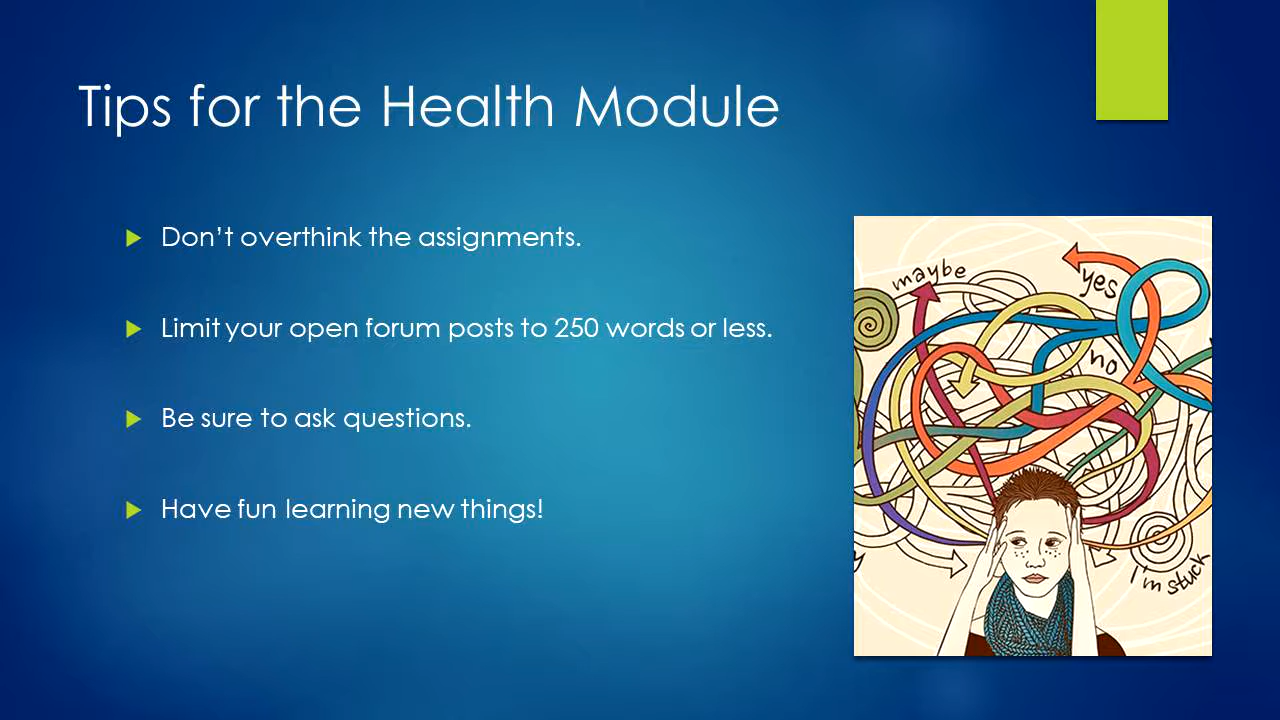 Tips for the Health Module
Don’t overthink the assignments.
Limit your open forum posts to 250 words or less.
Be sure to ask questions.
Have fun learning new things!
maybe
yes
no
I'm stuck